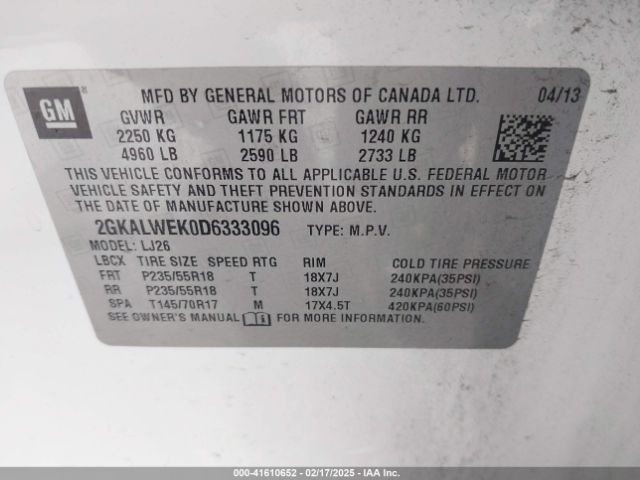 GM
MFD BY GENERAL MOTORS OF CANADA LTD. 04/13
GVWR GAWR FRT GAWR RR
2250 KG 1175 KG 1240 KG
4960 LB 2590 LB 2733 LB
THIS VEHICLE CONFORMS TO ALL APPLICABLE U.S. FEDERAL MOTOR
VEHICLE SAFETY AND THEFT PREVENTION STANDARDS IN EFFECT ON
THE DATE OF MANUFACTURE SHOWN ABOVE.
2GKALWEK0D6333096 TYPE: M.P.V.
MODEL: LJ26
LBCX TIRE SIZE SPEED RTG RIM COLD TIRE PRESSURE
FRT P235/55R18 T 18X7J 240KPA(35PSI)
RR P235/55R18 T 18X7J 240KPA(35PSI)
SPA T145/70R17 M 17X4.5T 420KPA(60PSI)
SEE OWNER'S MANUAL FOR MORE INFORMATION.
000-41610652 - 02/17/2025 - IAAI.COM